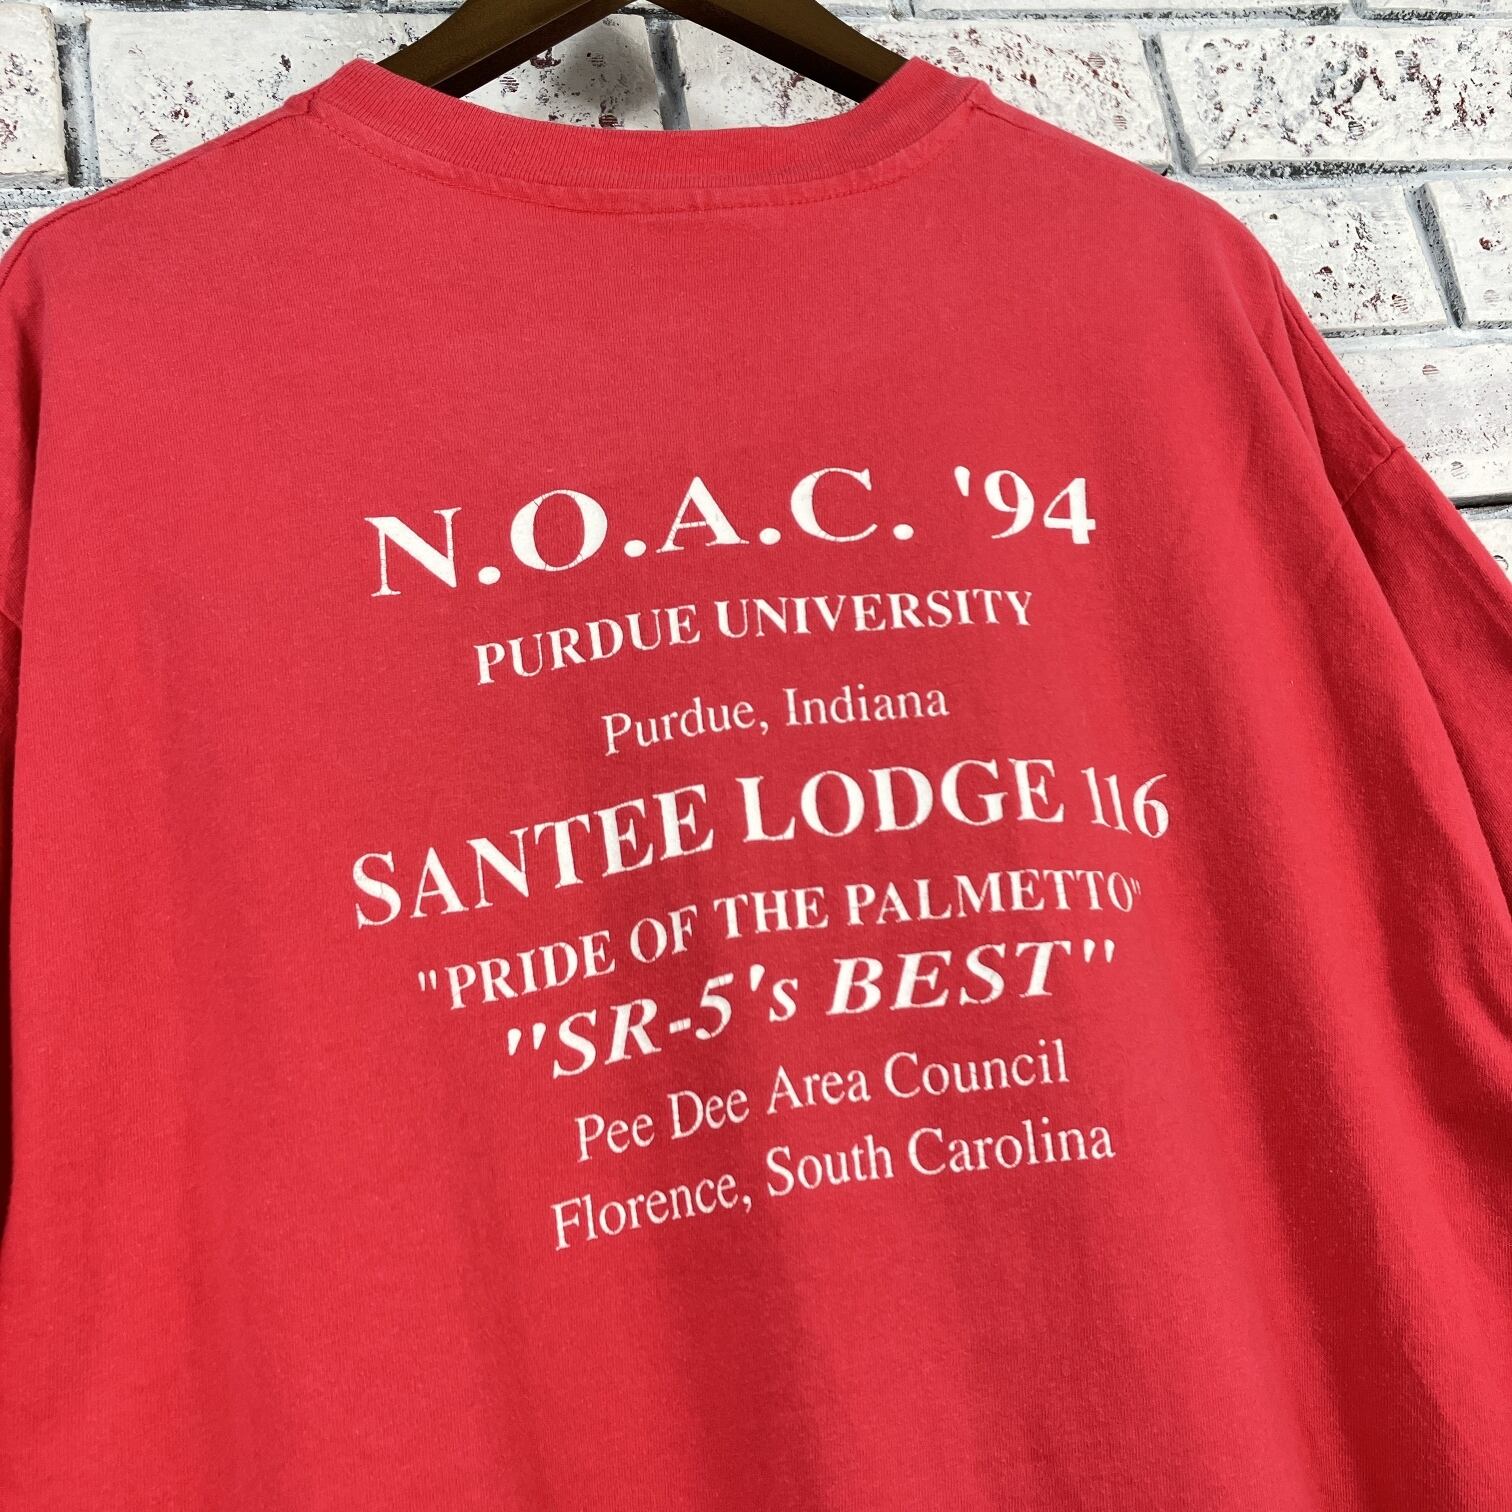 N.O.A.C. '94
PURDUE UNIVERSITY
Purdue, Indiana
SANTEE LODGE 116
"PRIDE OF THE PALMETTO"
"SR-5's BEST"
Pee Dee Area Council
Florence, South Carolina